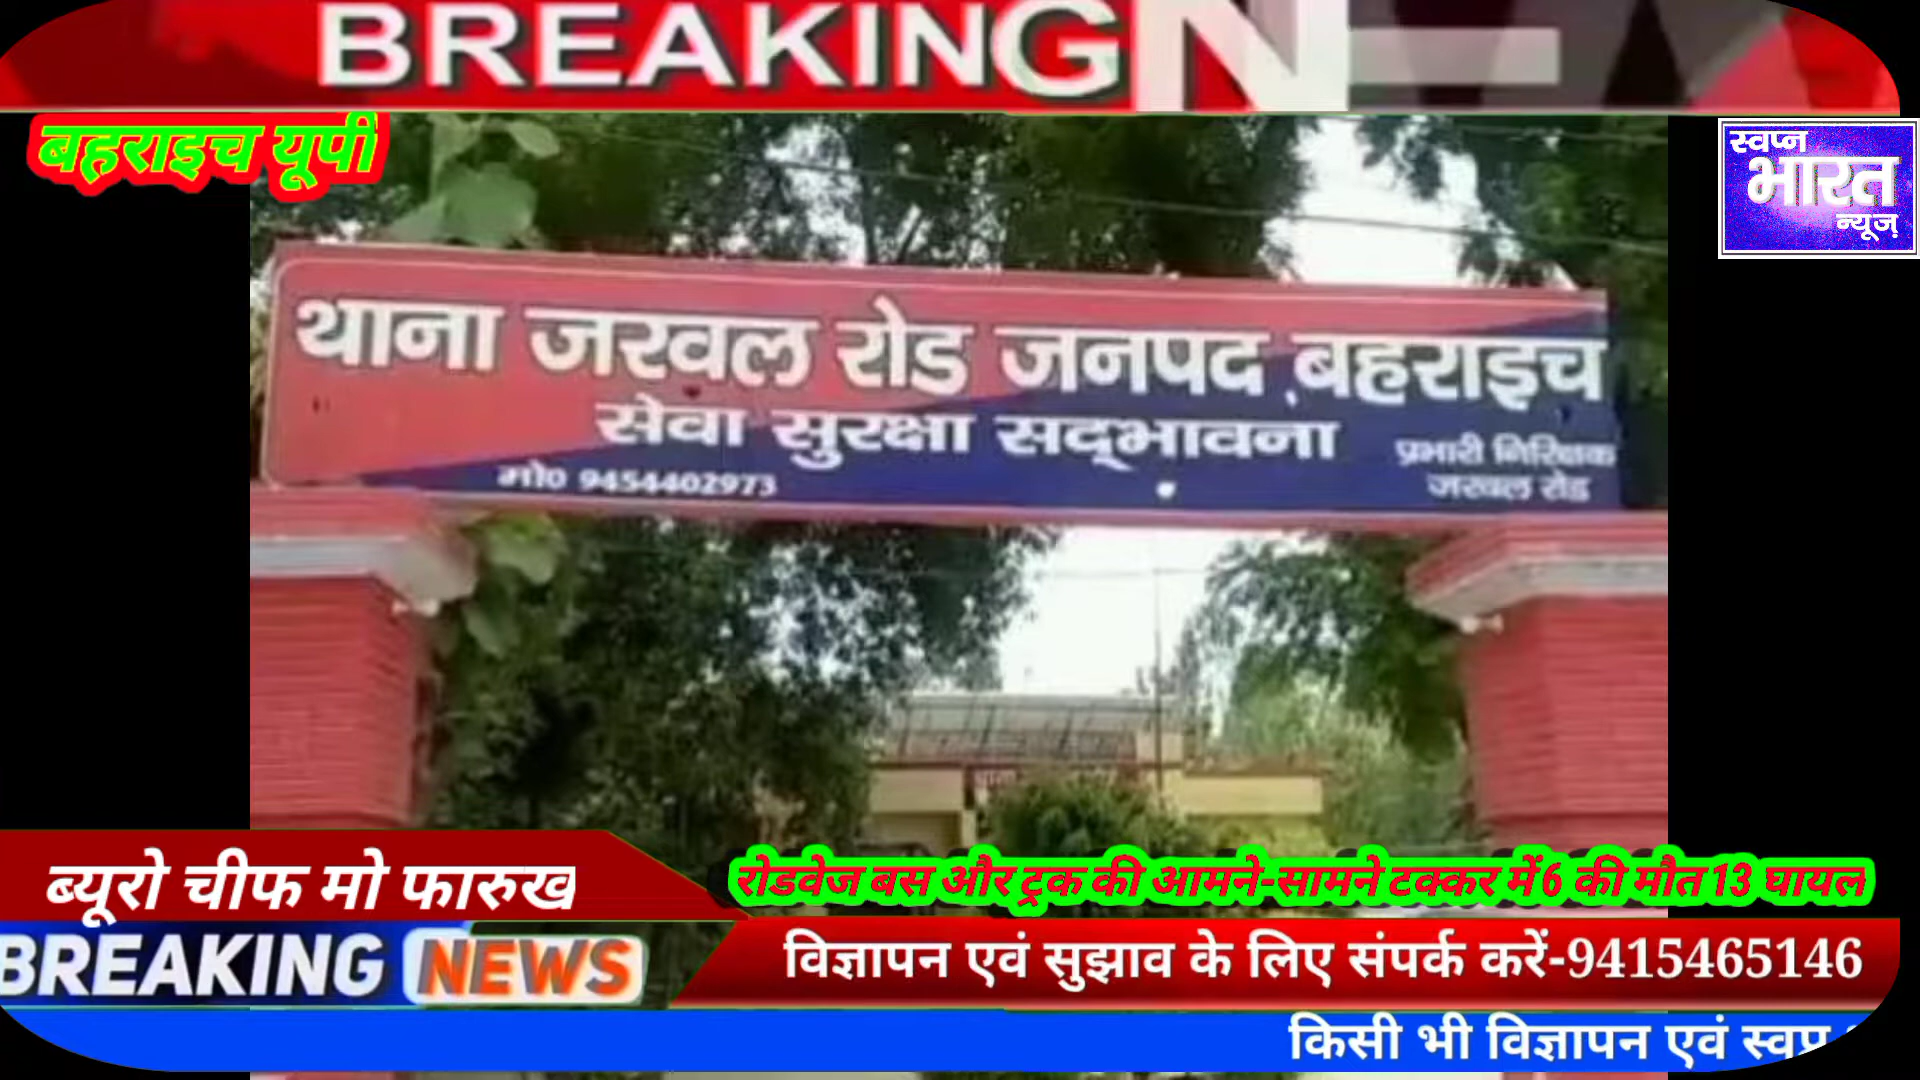 BREAKING N
बहराइच यूपी
स्वप्न
भारत
न्यूज़
थाना जरवल रोड जनपद बहराइच
सेवा सुरक्षा सद्भावना
प्रभारी निरिक्षक
मो0 9454402973
जरवल रोड
ब्यूरो चीफ मो फारुख
रोडवेज बस और ट्रक की आमने-सामने टक्कर में 6 की मौत 13 घायल
BREAKING NEWS
विज्ञापन एवं सुझाव के लिए संपर्क करें-9415465146
किसी भी विज्ञापन एवं